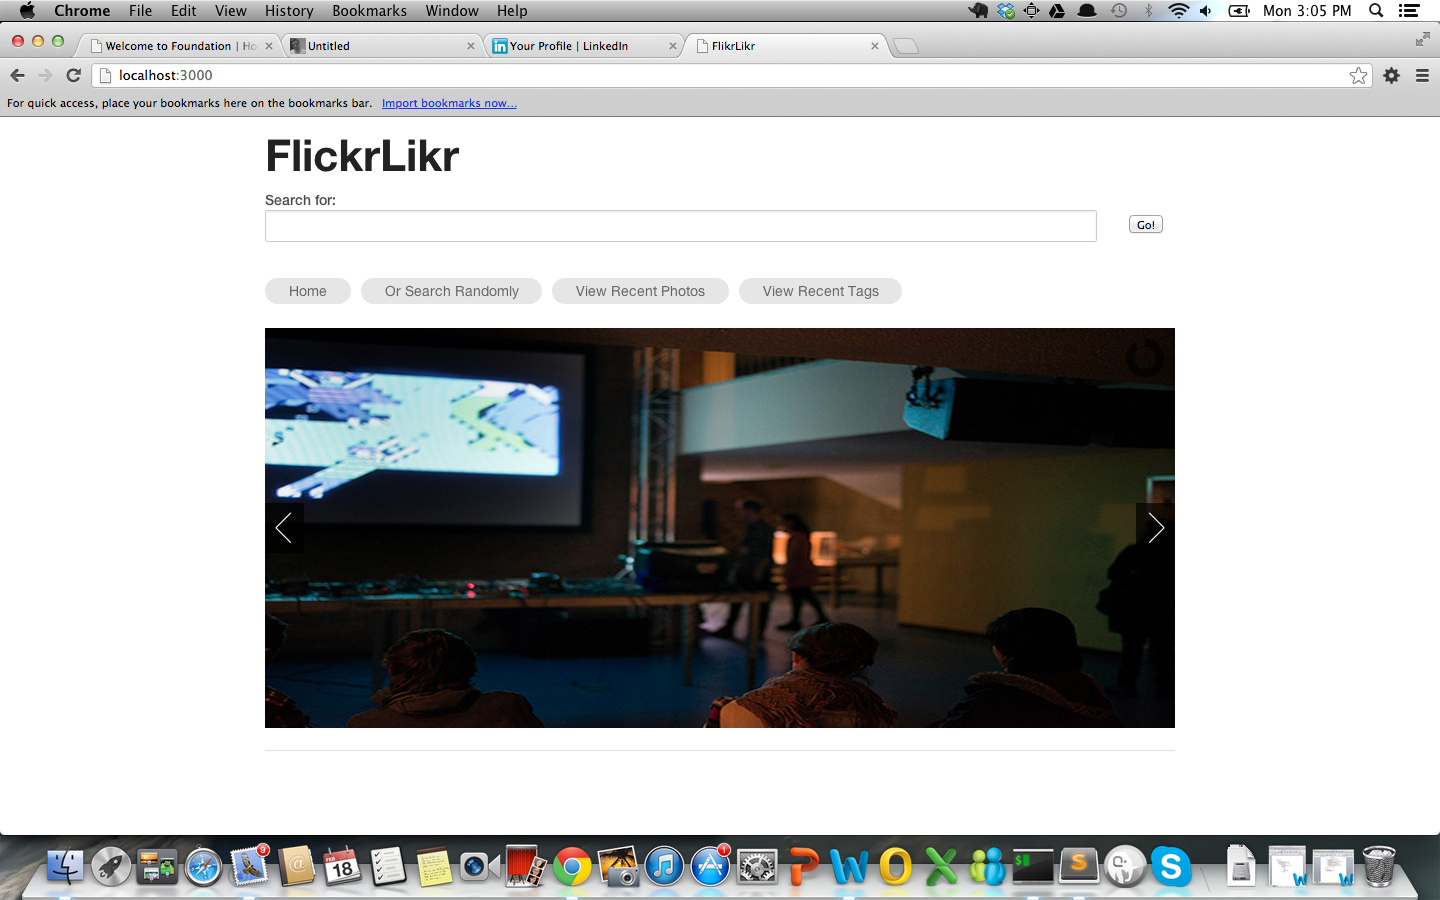 Chrome File Edit View History Bookmarks Window Help Mon 3:05 PM
Welcome to Foundation | Ho
Untitled
Your Profile | LinkedIn
FlikrLikr
localhost:3000
For quick access, place your bookmarks here on the bookmarks bar. Import bookmarks now...
FlickrLikr
Search for:
Go!
Home
Or Search Randomly
View Recent Photos
View Recent Tags
9
FEB
18
1